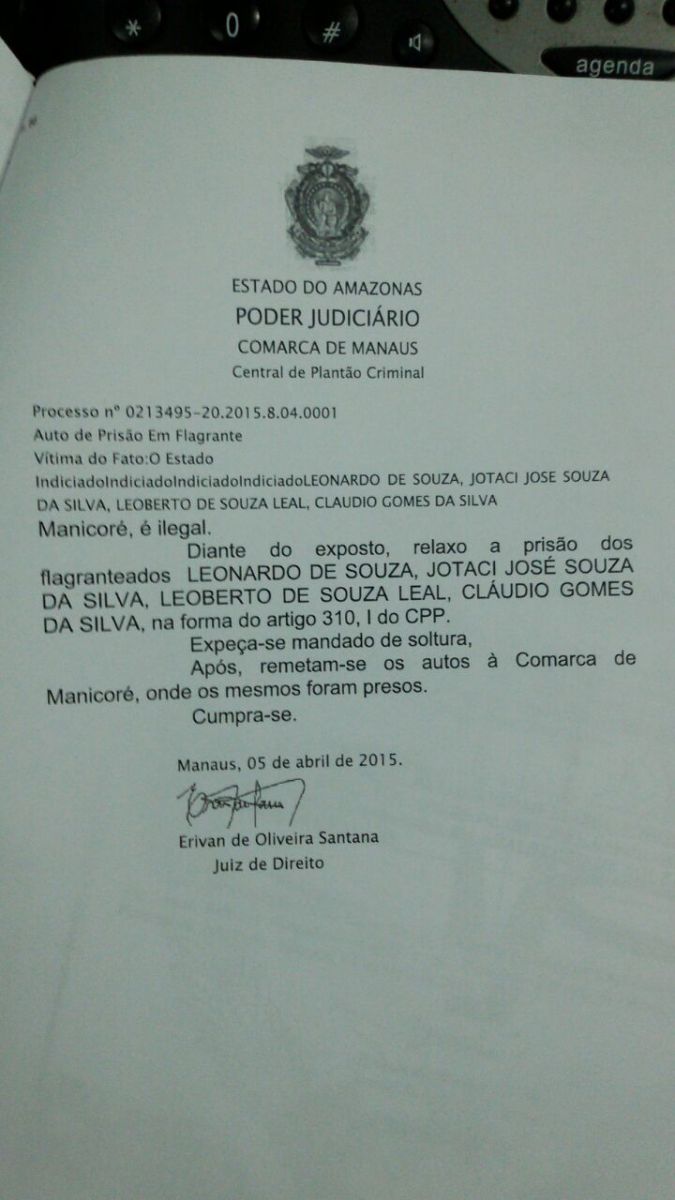 * 0 #
agenda
ESTADO DO AMAZONAS
PODER JUDICIÁRIO
COMARCA DE MANAUS
Central de Plantão Criminal
Processo nº 0213495-20.2015.8.04.0001
Auto de Prisão Em Flagrante
Vítima do Fato:O Estado
IndiciadoIndiciadoIndiciadoIndiciadoLEONARDO DE SOUZA, JOTACI JOSE SOUZA
DA SILVA, LEOBERTO DE SOUZA LEAL, CLAUDIO GOMES DA SILVA
Manicoré, é ilegal.
Diante do exposto, relaxo a prisão dos
flagranteados LEONARDO DE SOUZA, JOTACI JOSÉ SOUZA
DA SILVA, LEOBERTO DE SOUZA LEAL, CLÁUDIO GOMES
DA SILVA, na forma do artigo 310, I do CPP.
Expeça-se mandado de soltura,
Após, remetam-se os autos à Comarca de
Manicoré, onde os mesmos foram presos.
Cumpra-se.
Manaus, 05 de abril de 2015.
Erivan de Oliveira Santana
Juiz de Direito